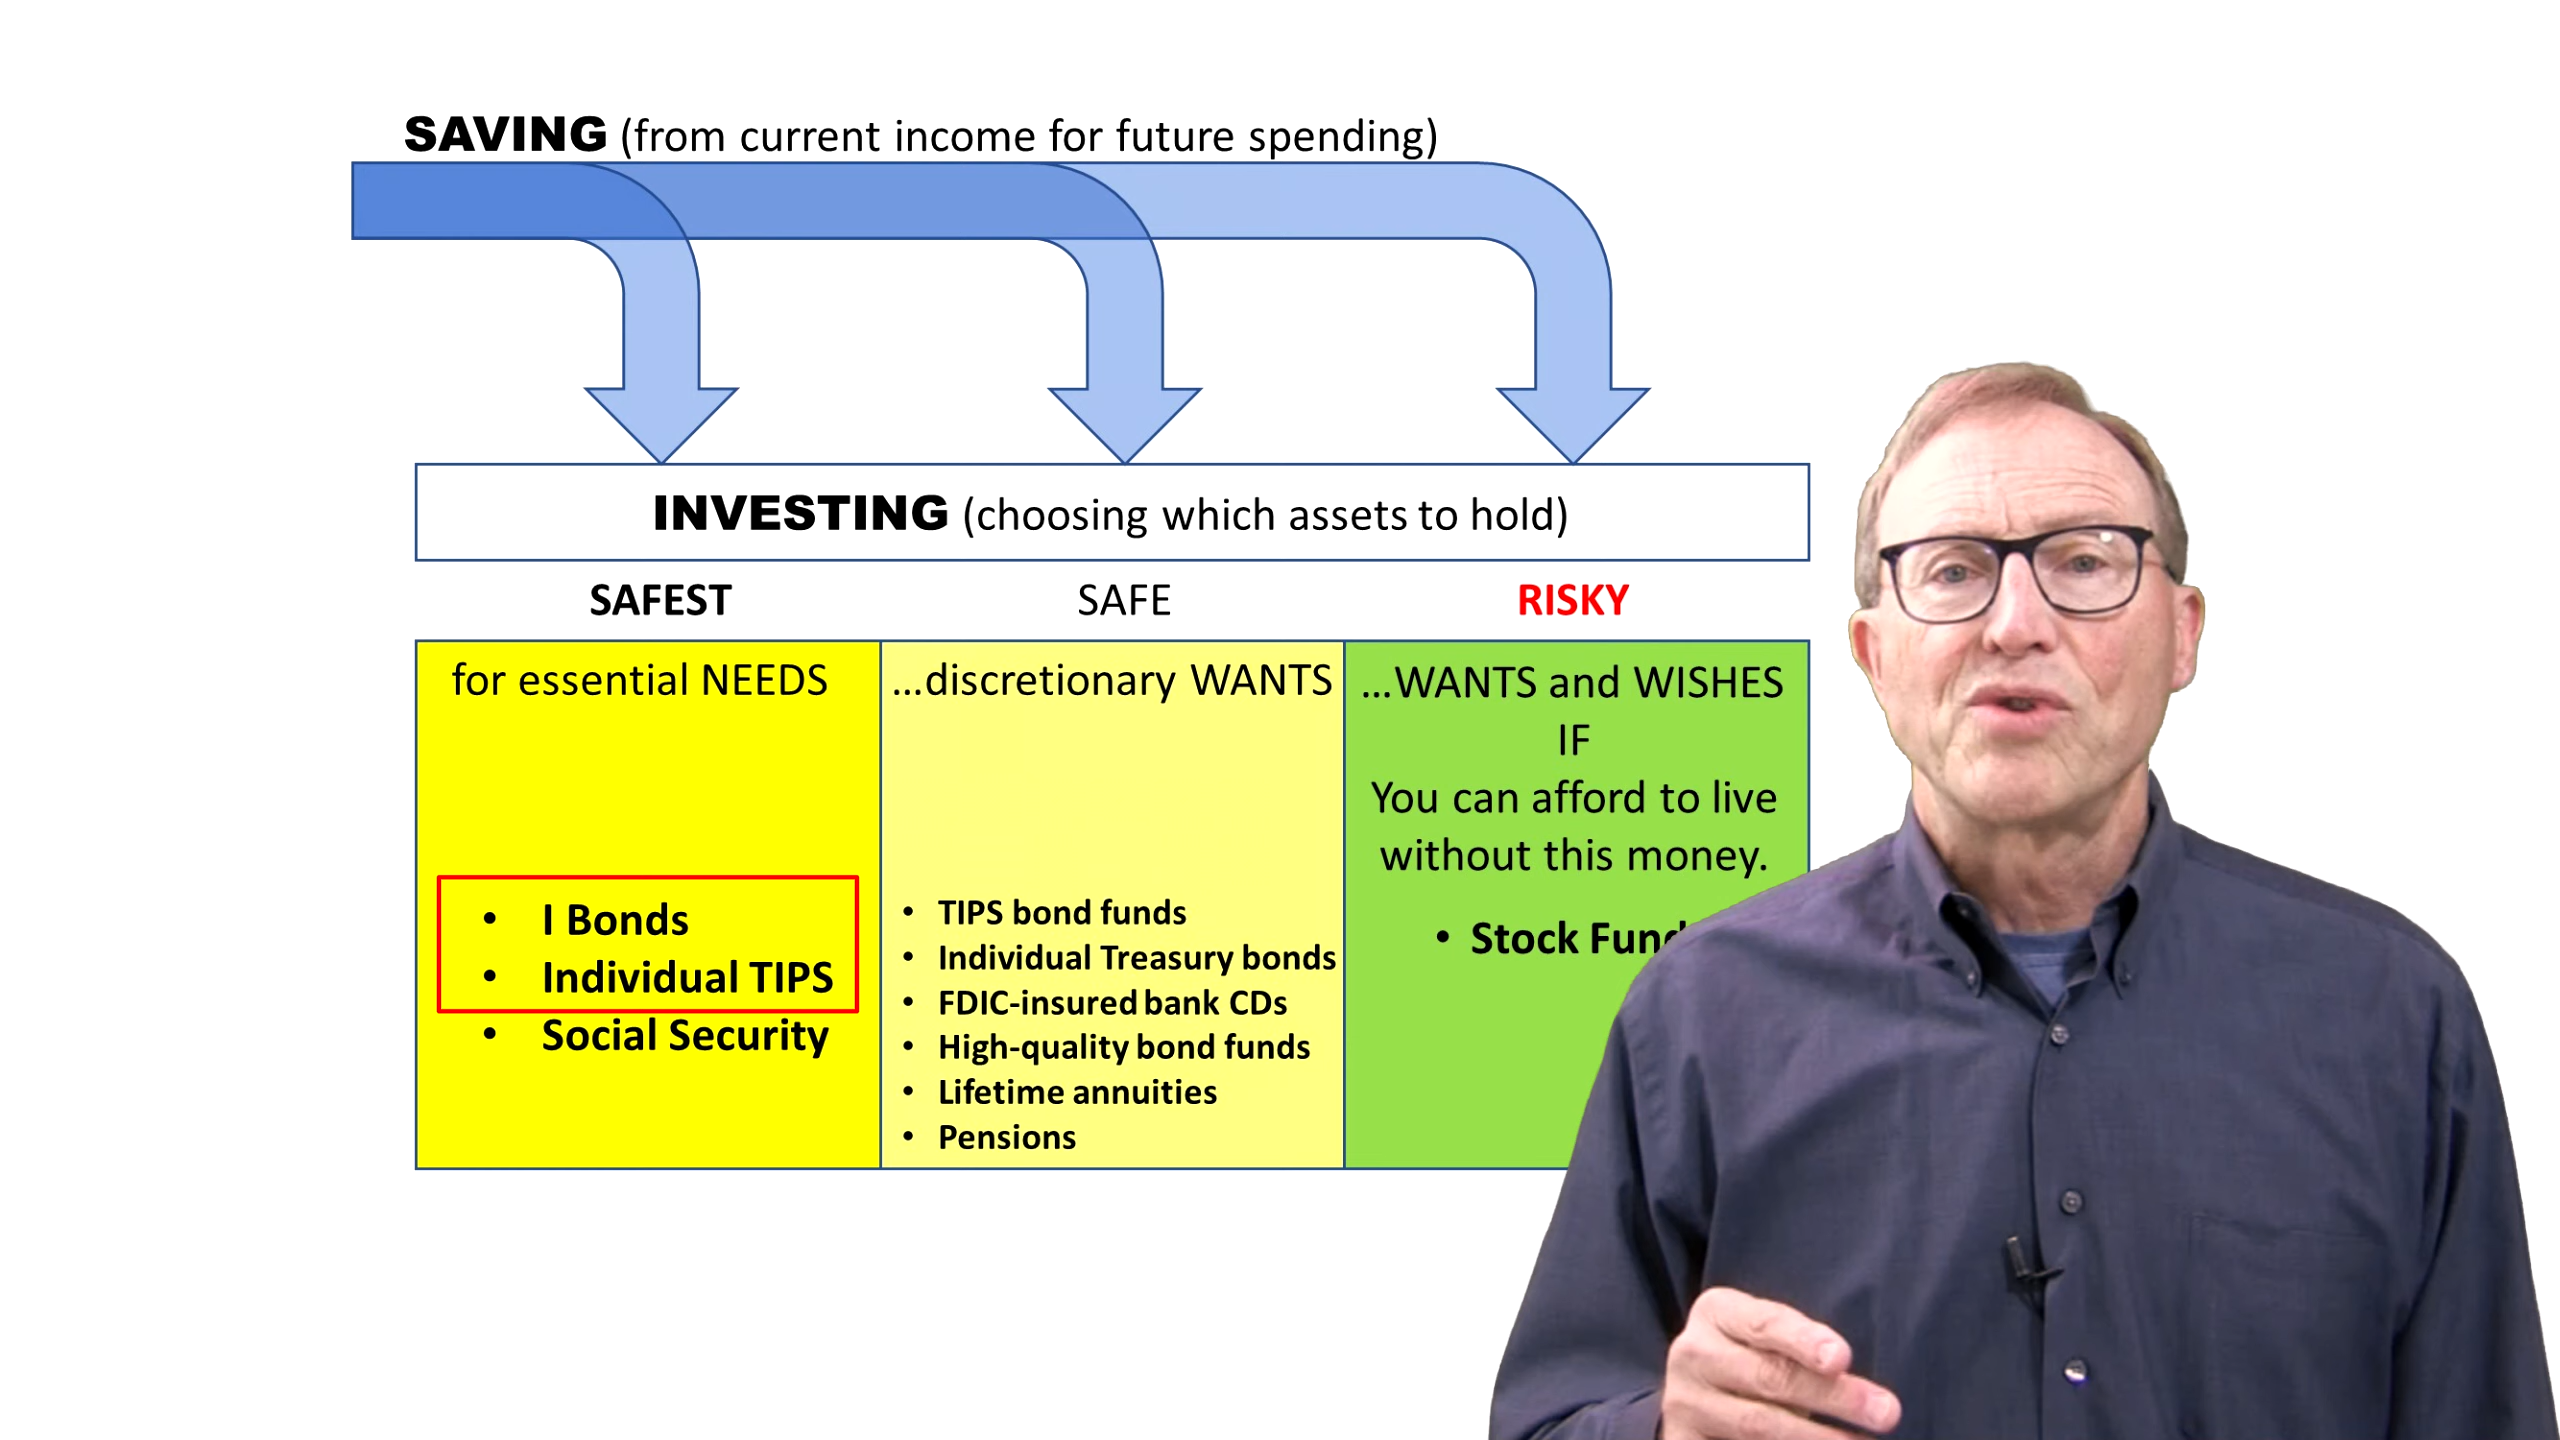 SAVING (from current income for future spending)
INVESTING (choosing which assets to hold)
SAFEST
SAFE
RISKY
for essential NEEDS
• I Bonds
• Individual TIPS
• Social Security
...discretionary WANTS
• TIPS bond funds
• Individual Treasury bonds
• FDIC-insured bank CDs
• High-quality bond funds
• Lifetime annuities
• Pensions
...WANTS and WISHES
IF
You can afford to live
without this money.
• Stock